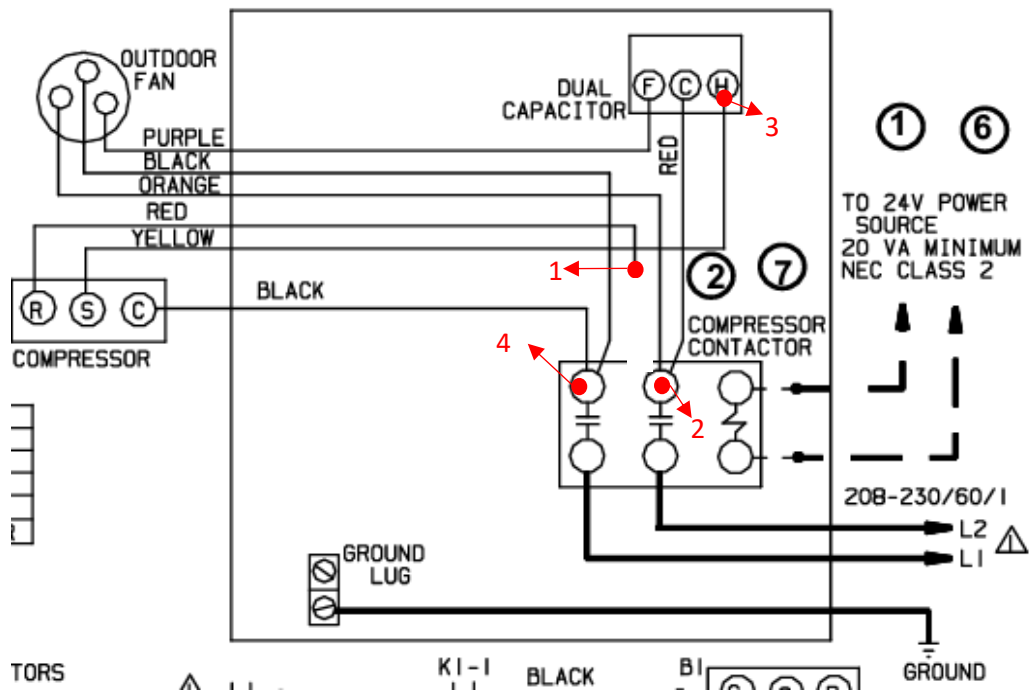 OUTDOOR
FAN
DUAL
CAPACITOR
F C H
3
1 6
PURPLE
BLACK
ORANGE
RED
YELLOW
RED
TO 24V POWER
SOURCE
20 VA MINIMUM
NEC CLASS 2
1
2 7
R S C
BLACK
COMPRESSOR
COMPRESSOR
CONTACTOR
4
2
208-230/60/1
L2
L1
GROUND
LUG
GROUND
TORS
K1-1
BLACK
B1